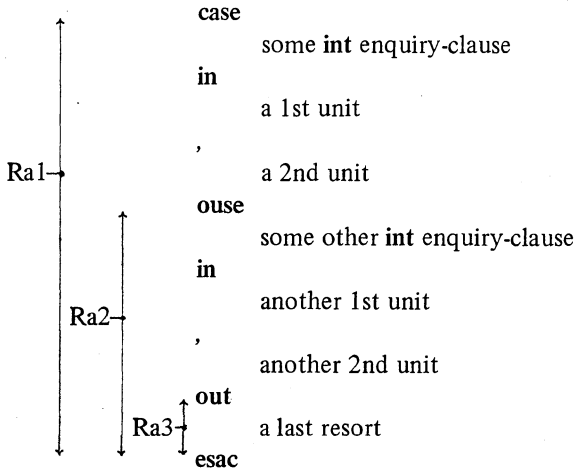 case
some int enquiry-clause
in
a 1st unit
,
Ra1 a 2nd unit
ouse
some other int enquiry-clause
in
Ra2 another 1st unit
,
another 2nd unit
out
Ra3 a last resort
esac